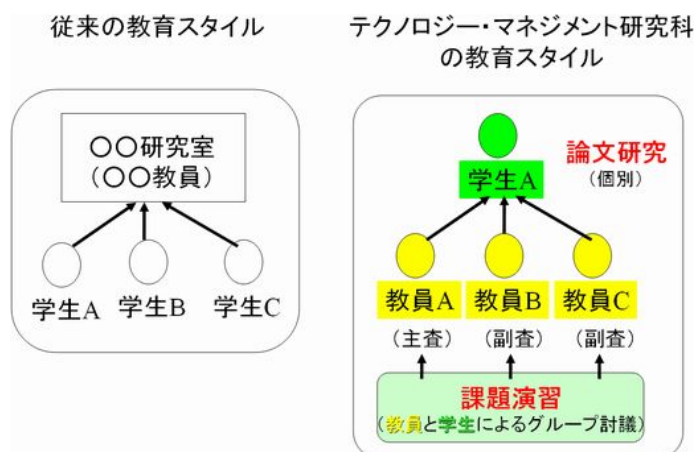 従来の教育スタイル
〇〇研究室
(〇〇教員)
学生A 学生B 学生C
テクノロジー・マネジメント研究科
の教育スタイル
学生A
論文研究
(個別)
教員A 教員B 教員C
(主査) (副査) (副査)
課題演習
(教員と学生によるグループ討議)